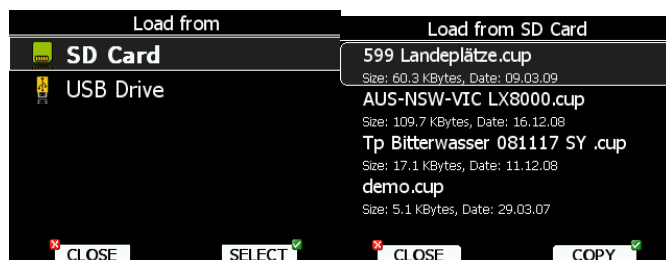 Load from
SD Card
USB Drive
CLOSE
SELECT
Load from SD Card
599 Landeplätze.cup
Size: 60.3 KBytes, Date: 09.03.09
AUS-NSW-VIC LX8000.cup
Size: 109.7 KBytes, Date: 16.12.08
Tp Bitterwasser 081117 SY .cup
Size: 17.1 KBytes, Date: 11.12.08
demo.cup
Size: 5.1 KBytes, Date: 29.03.07
CLOSE
COPY